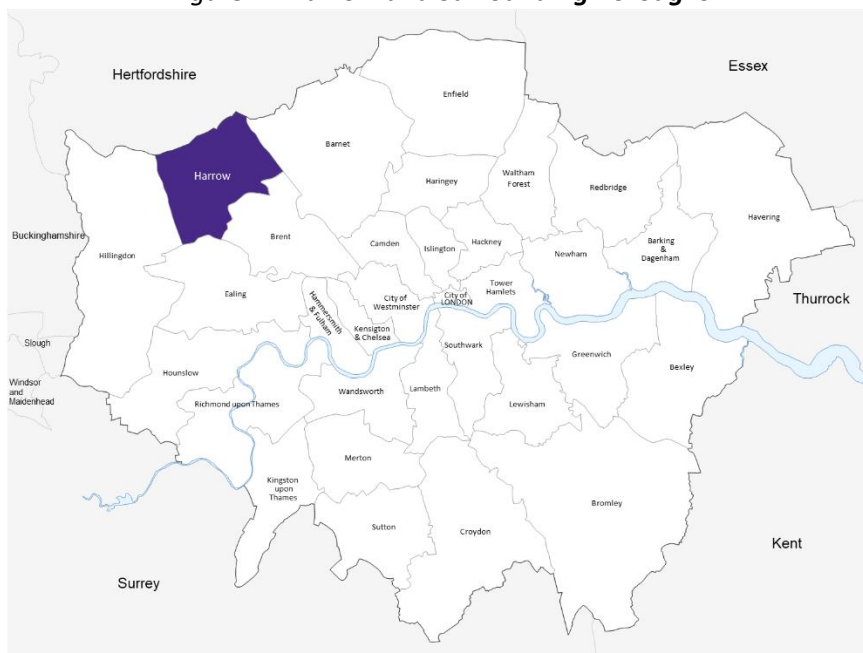 Hertfordshire
Essex
Enfield
Barnet
Harrow
Haringey
Waltham
Forest
Redbridge
Havering
Buckinghamshire
Hillingdon
Brent
Camden
Islington
Hackney
Newham
Barking
&
Dagenham
Ealing
Hammersmith
& Fulham
City of
Westminster
Kensigton
& Chelsea
City of
LONDON
Tower
Hamlets
Thurrock
Slough
Windsor
and
Maidenhead
Hounslow
Richmond upon Thames
Wandsworth
Lambeth
Southwark
Lewisham
Greenwich
Bexley
Merton
Kingston
upon
Thames
Sutton
Croydon
Bromley
Surrey
Kent